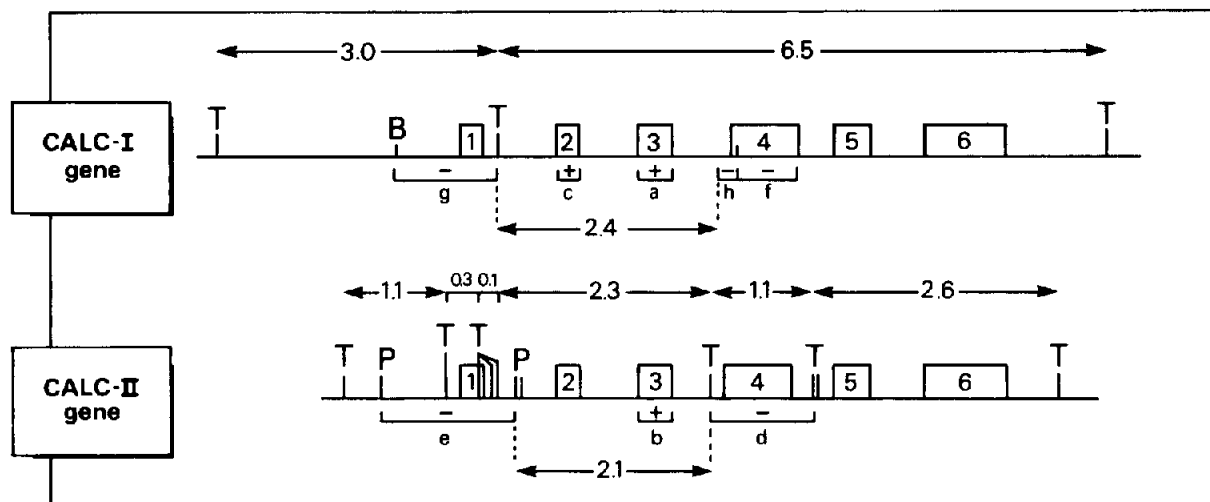 3.0 6.5
CALC-I
gene
T B 1 T 2 3 4 5 6 T
- + + - -
g c a h f
2.4
1.1 0.3 0.1 2.3 1.1 2.6
CALC-II
gene
T P T 1 T P 2 3 T 4 T 5 6 T
- + -
e b d
2.1